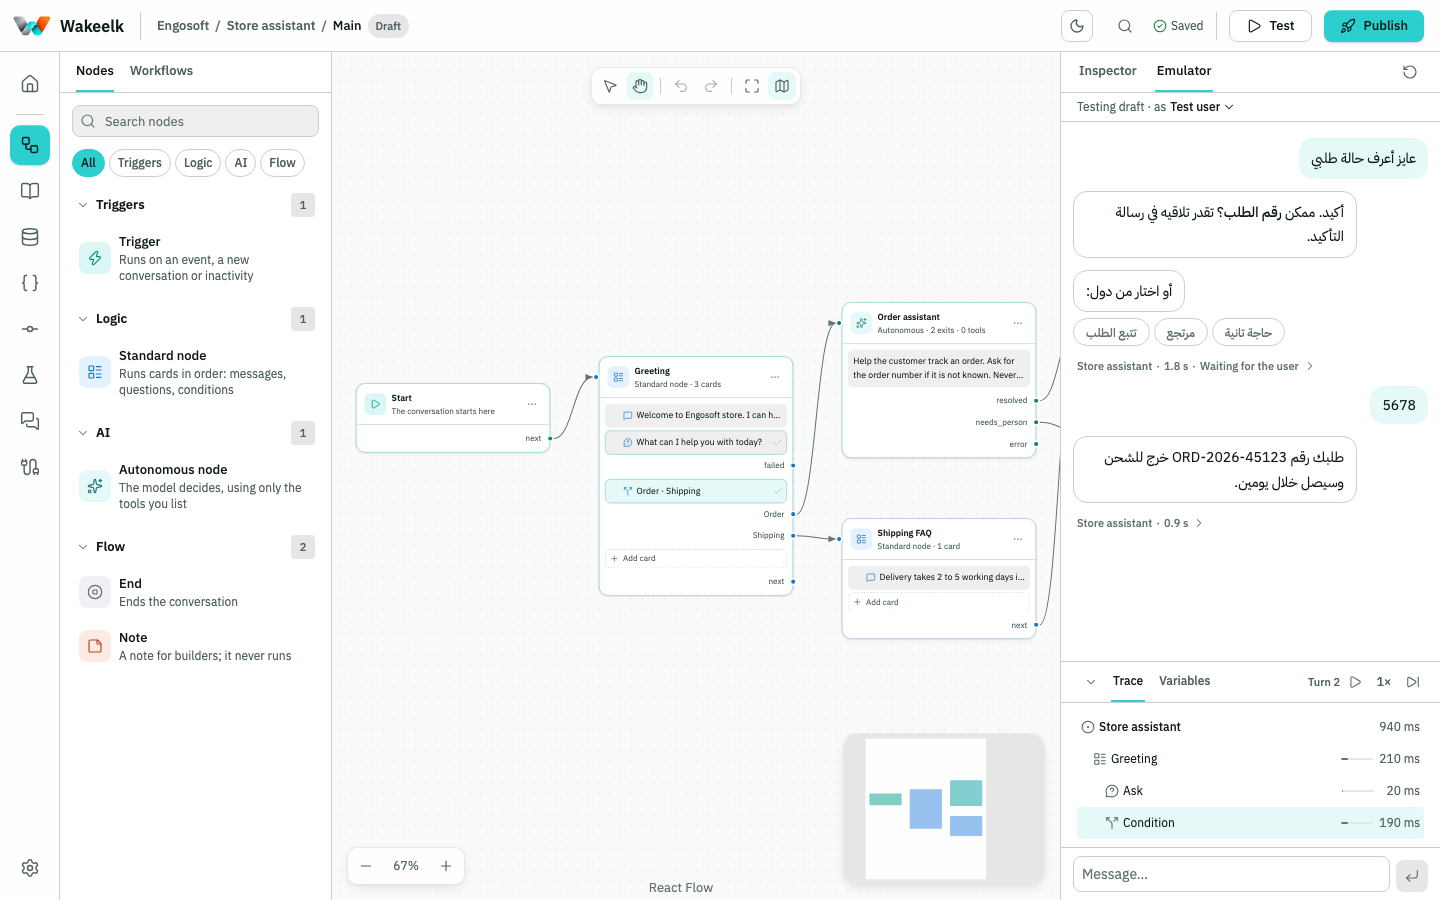 Wakeelk
Engosoft / Store assistant / Main Draft
Saved
Test
Publish
Nodes Workflows
Search nodes
All Triggers Logic AI Flow
Triggers 1
Trigger
Runs on an event, a new
conversation or inactivity
Logic 1
Standard node
Runs cards in order: messages,
questions, conditions
AI 1
Autonomous node
The model decides, using only the
tools you list
Flow 2
End
Ends the conversation
Note
A note for builders; it never runs
Start
The conversation starts here
next
Greeting
Standard node · 3 cards
Welcome to Engosoft store. I can h...
What can I help you with today?
failed
Order · Shipping
Order
Shipping
+ Add card
next
Order assistant
Autonomous · 2 exits · 0 tools
Help the customer track an order. Ask for
the order number if it is not known. Never...
resolved
needs_person
error
Shipping FAQ
Standard node · 1 card
Delivery takes 2 to 5 working days i...
+ Add card
next
67%
React Flow
Inspector Emulator
Testing draft · as Test user
عايز أعرف حالة طلبي
أكيد. ممكن رقم الطلب؟ تقدر تلاقيه في رسالة
التأكيد.
أو اختار من دول:
تتبع الطلب
مرتجع
حاجة تانية
Store assistant · 1.8 s · Waiting for the user
5678
طلبك رقم ORD-2026-45123 خرج للشحن
وسيصل خلال يومين.
Store assistant · 0.9 s
Trace Variables
Turn 2
1×
Store assistant 940 ms
Greeting 210 ms
Ask 20 ms
Condition 190 ms
Message...